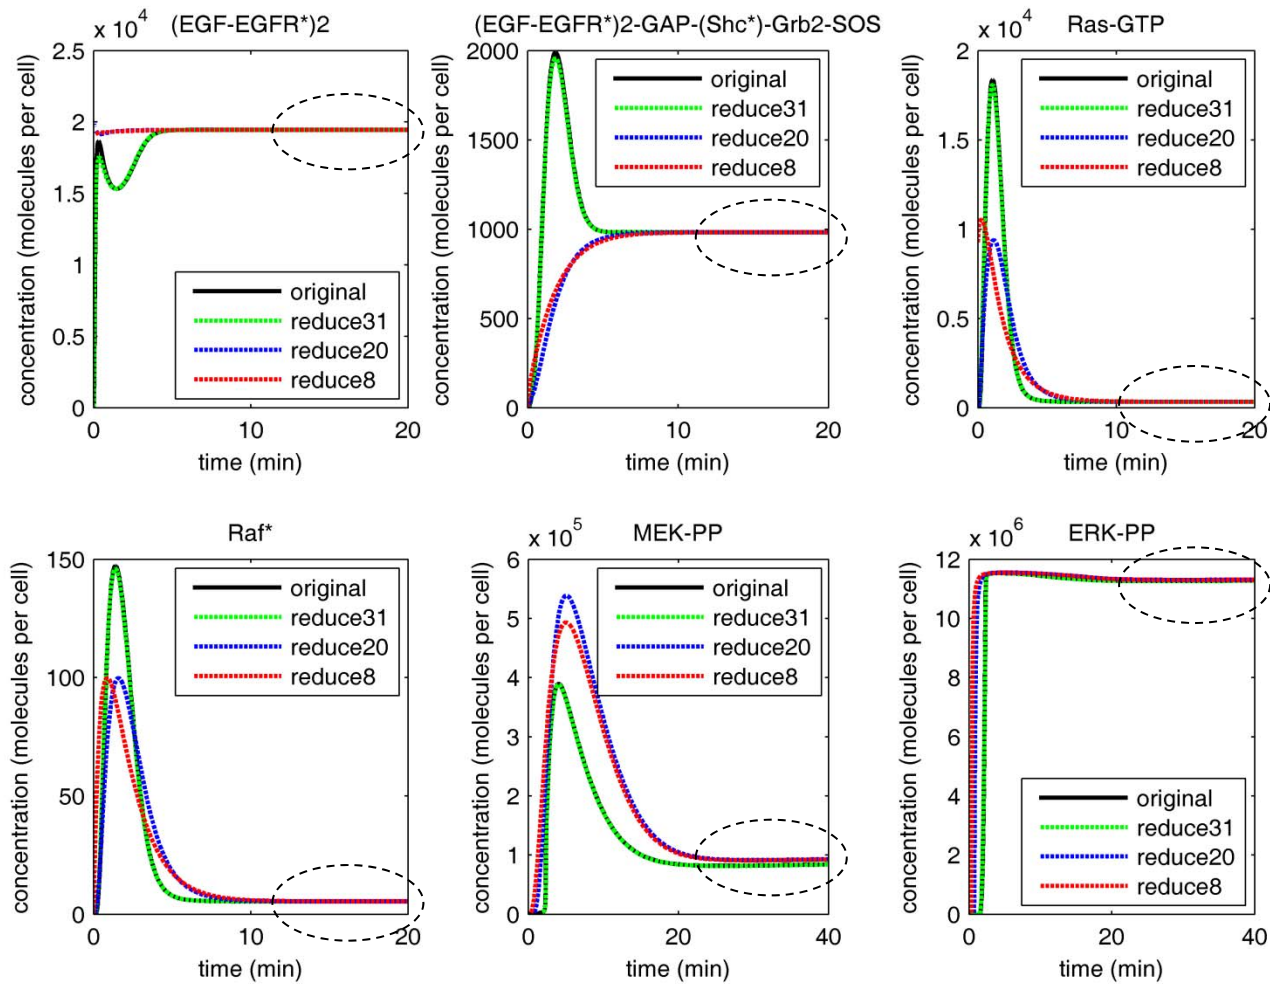 x 10^4
(EGF-EGFR*)2
2.5
2
1.5
1
0.5
0
0
10
20
concentration (molecules per cell)
time (min)
original
reduce31
reduce20
reduce8
(EGF-EGFR*)2-GAP-(Shc*)-Grb2-SOS
2000
1500
1000
500
0
0
10
20
concentration (molecules per cell)
time (min)
original
reduce31
reduce20
reduce8
x 10^4
Ras-GTP
2
1
0
0
10
20
concentration (molecules per cell)
time (min)
original
reduce31
reduce20
reduce8
Raf*
150
100
50
0
0
10
20
concentration (molecules per cell)
time (min)
original
reduce31
reduce20
reduce8
x 10^5
MEK-PP
6
5
4
3
2
1
0
0
20
40
concentration (molecules per cell)
time (min)
original
reduce31
reduce20
reduce8
x 10^6
ERK-PP
12
10
8
6
4
2
0
0
20
40
concentration (molecules per cell)
time (min)
original
reduce31
reduce20
reduce8